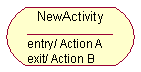 NewActivity
entry/ Action A
exit/ Action B